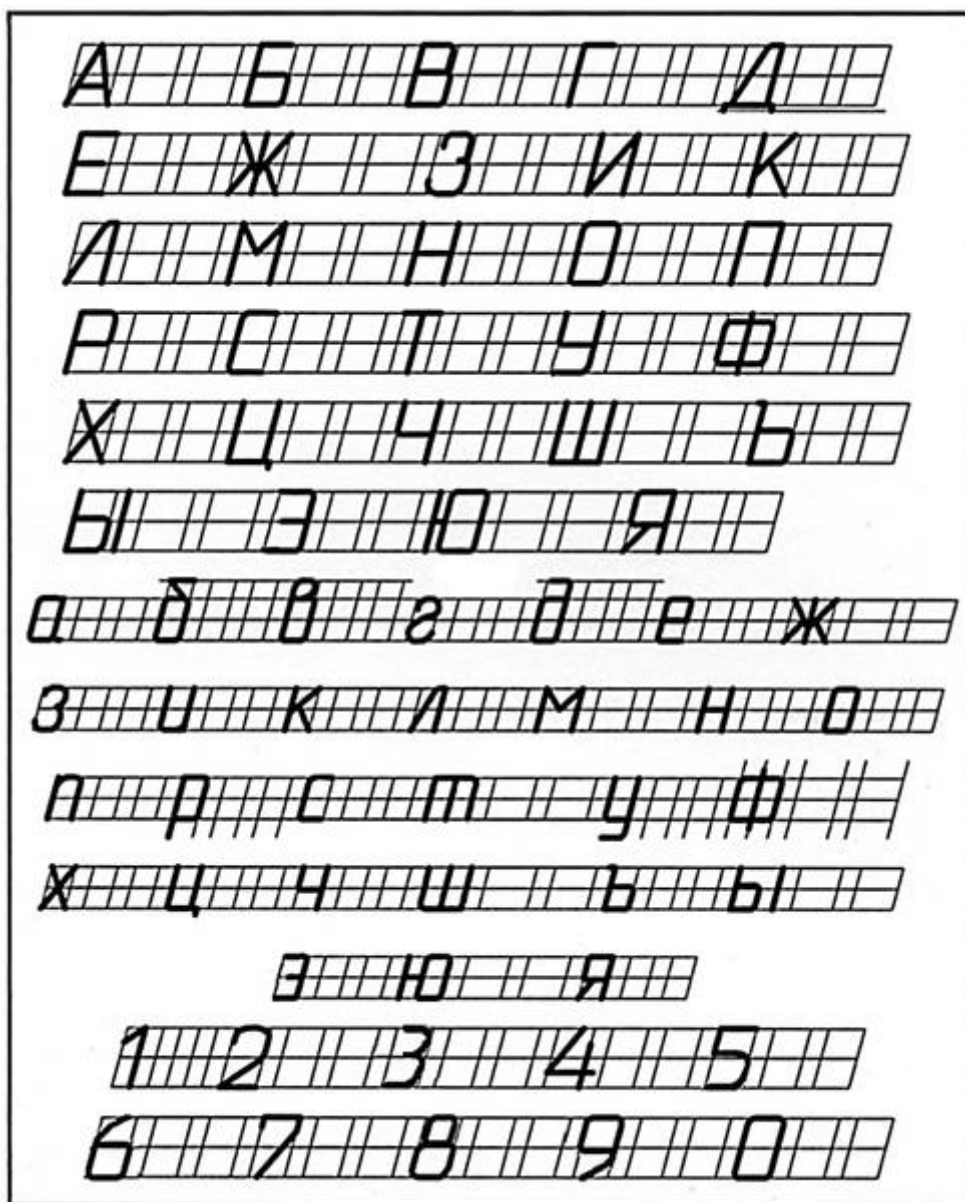 А Б В Г Д
Е Ж З И К
Л М Н О П
Р С Т У Ф
Х Ц Ч Ш Ь
Ы Э Ю Я
а б в г д е ж
з и к л м н о
п р с т у ф
х ц ч ш ъ ы
э ю я
1 2 3 4 5
6 7 8 9 0